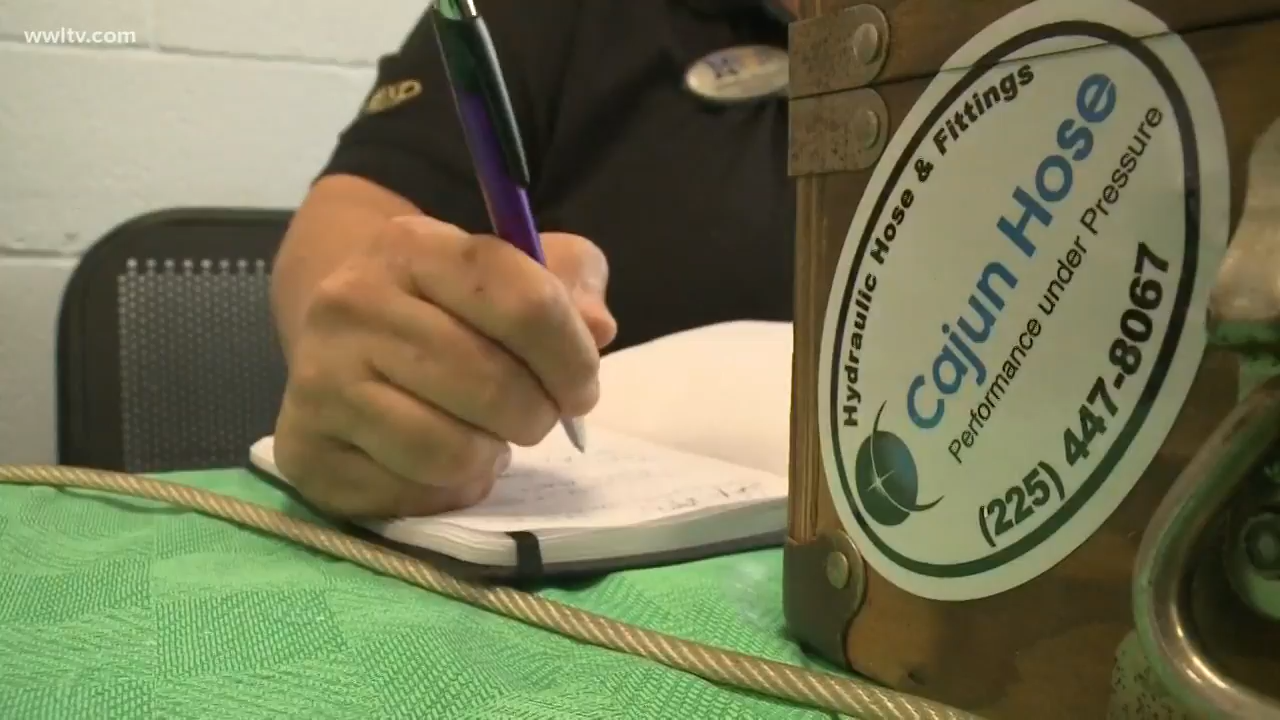 wwltv.com
Hydraulic Hose & Fittings
Cajun Hose
Performance under Pressure
(225) 447-8067